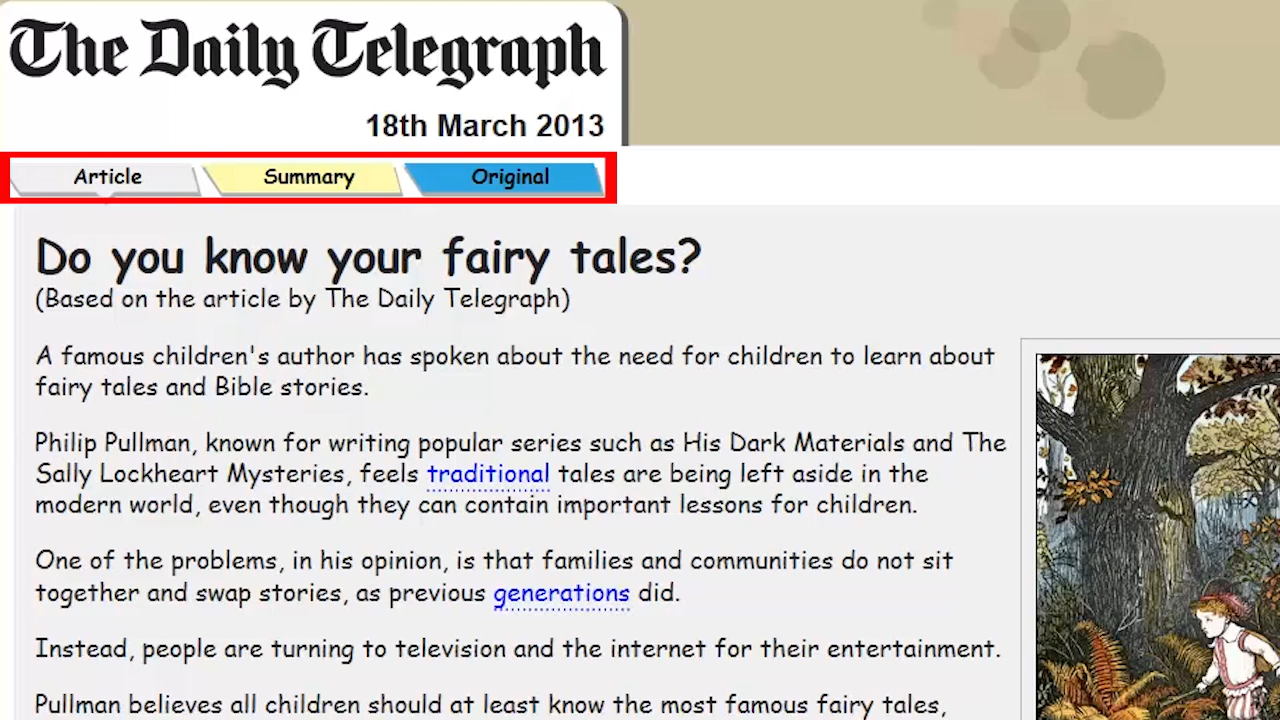 The Daily Telegraph
18th March 2013
Article Summary Original
Do you know your fairy tales?
(Based on the article by The Daily Telegraph)
A famous children's author has spoken about the need for children to learn about
fairy tales and Bible stories.
Philip Pullman, known for writing popular series such as His Dark Materials and The
Sally Lockheart Mysteries, feels traditional tales are being left aside in the
modern world, even though they can contain important lessons for children.
One of the problems, in his opinion, is that families and communities do not sit
together and swap stories, as previous generations did.
Instead, people are turning to television and the internet for their entertainment.
Pullman believes all children should at least know the most famous fairy tales,